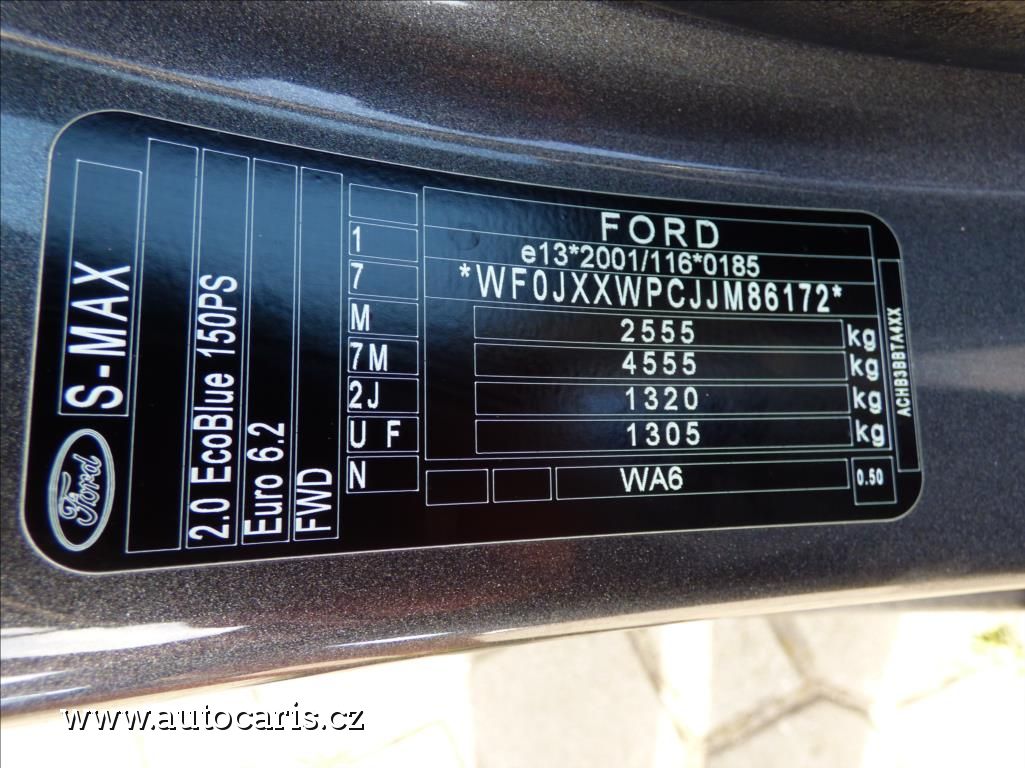 Ford
S-MAX
2.0 EcoBlue 150PS
Euro 6.2
FWD
1
7
M
7M
2J
U F
N
FORD
e13*2001/116*0185
*WF0JXXWPCJJM86172*
2555 kg
4555 kg
1320 kg
1305 kg
WA6
0.50
ACHB3BBTA4XX
www.autocaris.cz